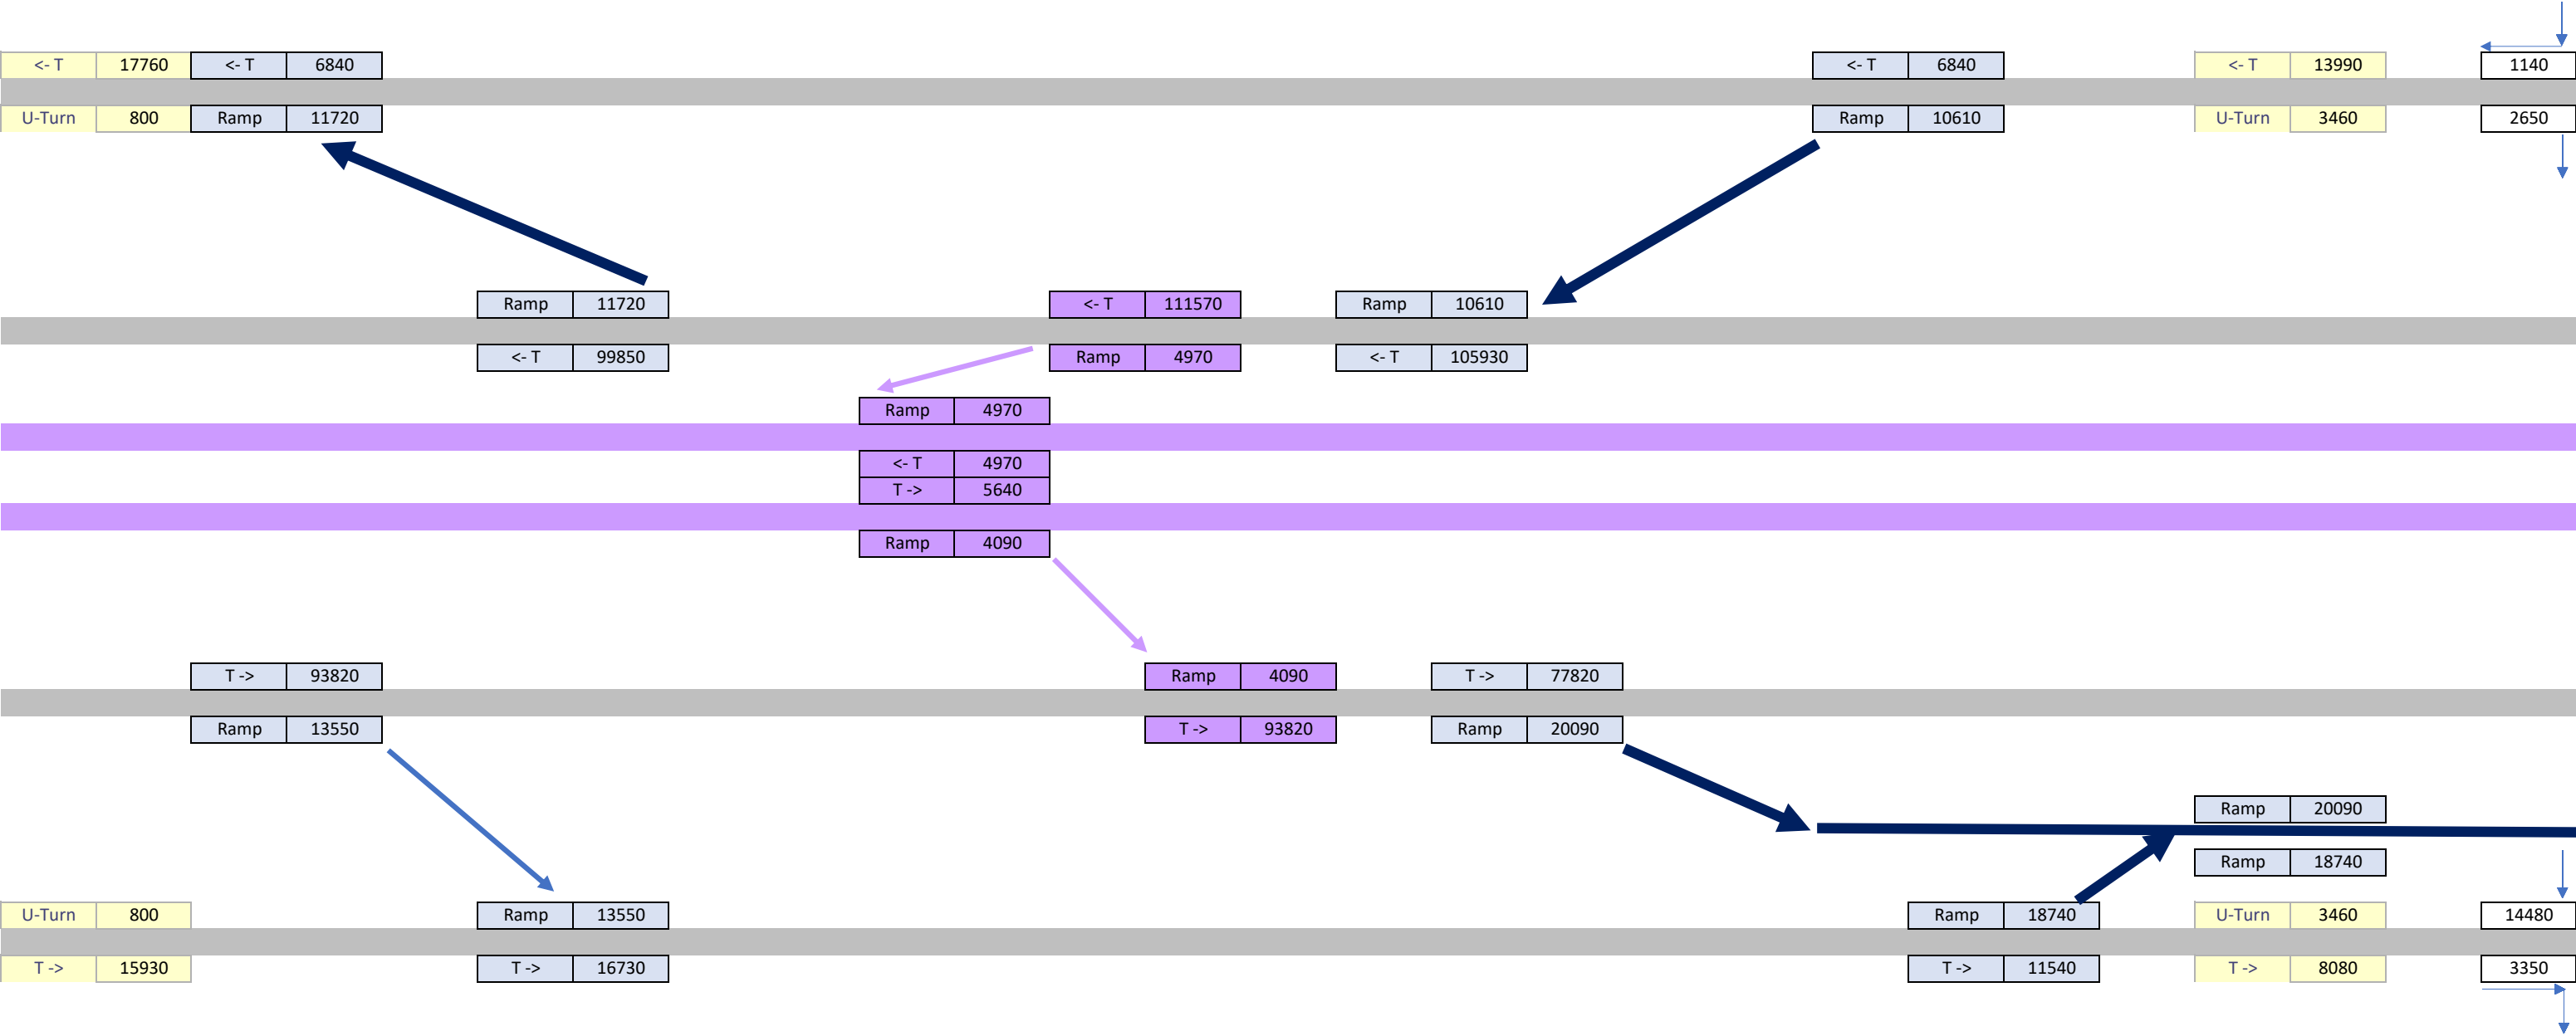 <- T 17760 <- T 6840 <- T 6840 <- T 13990 1140
U-Turn 800 Ramp 11720 Ramp 10610 U-Turn 3460 2650
Ramp 11720 <- T 111570 Ramp 10610
<- T 99850 Ramp 4970 <- T 105930
Ramp 4970
<- T 4970
T -> 5640
Ramp 4090
T -> 93820 Ramp 4090 T -> 77820
Ramp 13550 T -> 93820 Ramp 20090
Ramp 20090
Ramp 18740
U-Turn 800 Ramp 13550 Ramp 18740 U-Turn 3460 14480
T -> 15930 T -> 16730 T -> 11540 T -> 8080 3350